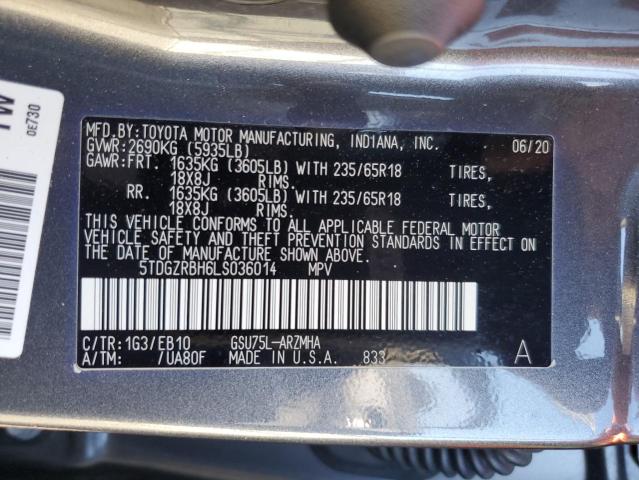 MFD.BY:TOYOTA MOTOR MANUFACTURING, INDIANA, INC. 06/20
GVWR:2690KG (5935LB)
GAWR:FRT. 1635KG (3605LB) WITH 235/65R18 TIRES,
18X8J RIMS.
RR. 1635KG (3605LB) WITH 235/65R18 TIRES,
18X8J RIMS.
THIS VEHICLE CONFORMS TO ALL APPLICABLE FEDERAL MOTOR
VEHICLE SAFETY AND THEFT PREVENTION STANDARDS IN EFFECT ON
THE DATE OF MANUFACTURE SHOWN ABOVE.
5TDGZRBH6LS036014 MPV
C/TR:1G3/EB10 GSU75L-ARZMHA
A/TM: /UA80F MADE IN U.S.A. 833 A
0E730